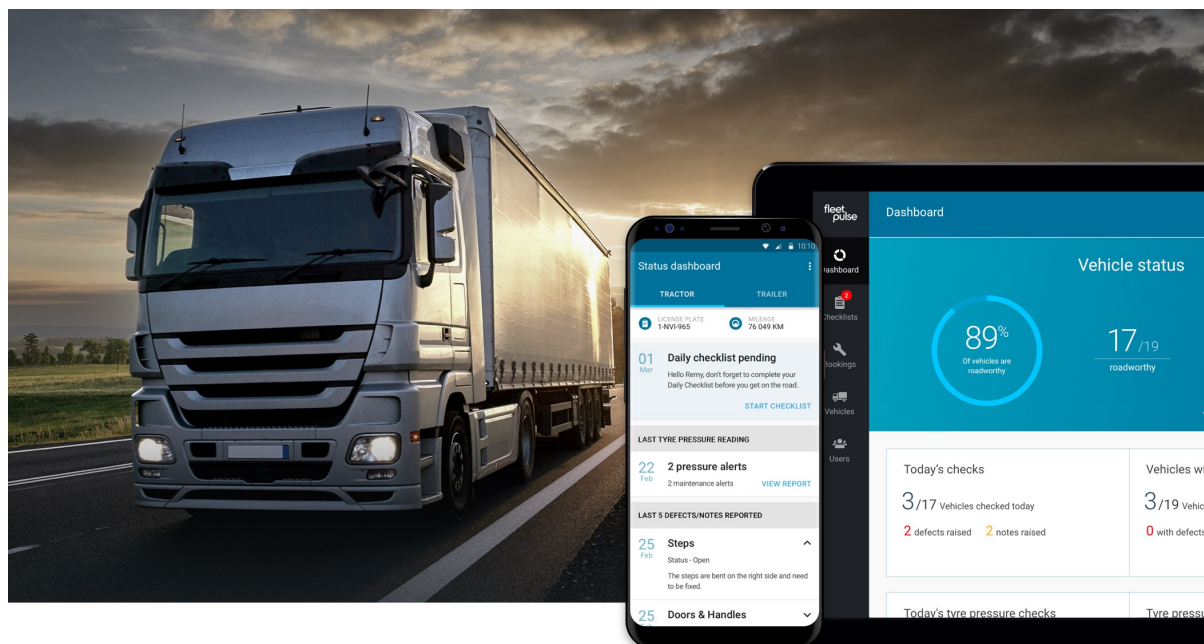 10:10
Status dashboard
TRACTOR TRAILER
LICENSE PLATE
1-NVI-965
MILEAGE
76 049 KM
01
Mar
Daily checklist pending
Hello Remy, don't forget to complete your
Daily Checklist before you get on the road.
START CHECKLIST
LAST TYRE PRESSURE READING
22
Feb
2 pressure alerts
2 maintenance alerts
VIEW REPORT
LAST 5 DEFECTS/NOTES REPORTED
25
Feb
Steps
Status - Open
The steps are bent on the right side and need
to be fixed.
25
Doors & Handles
fleet
pulse
Dashboard
2
Checklists
Bookings
Vehicles
Users
Dashboard
Vehicle status
89%
Of vehicles are
roadworthy
17/19
roadworthy
Today's checks
3/17 Vehicles checked today
2 defects raised 2 notes raised
Vehicles wi
3/19 Vehic
0 with defects
Today's tyre pressure checks
Tyre pressu